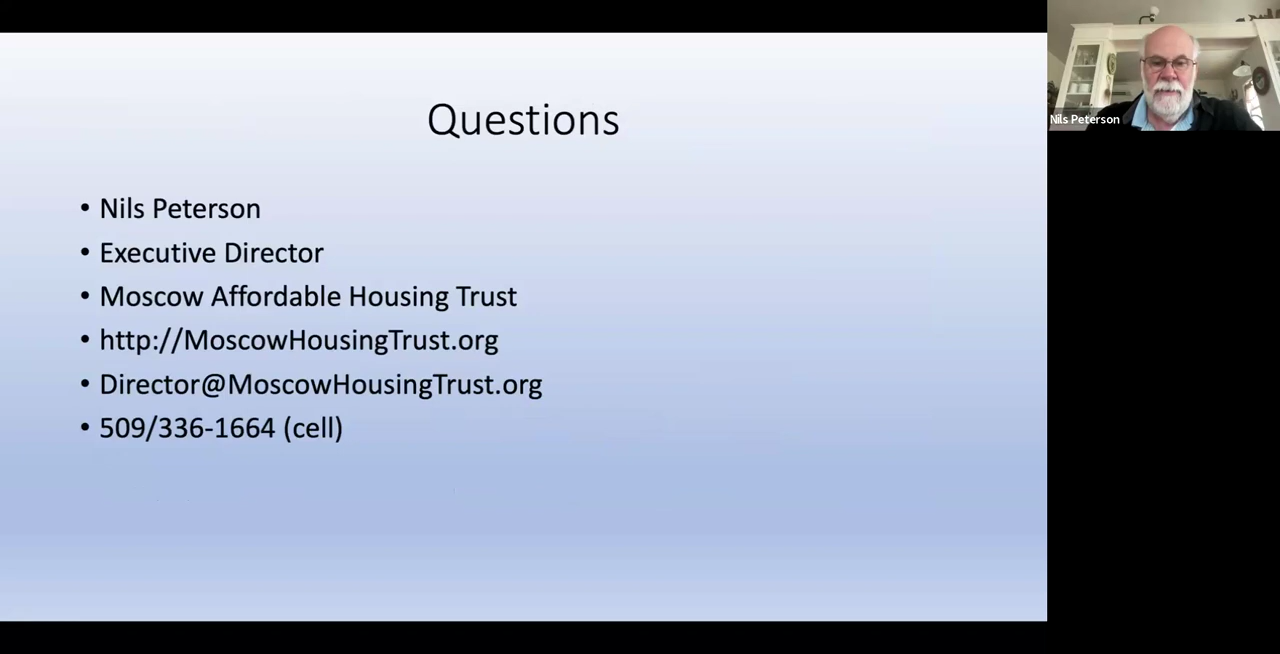 Questions
• Nils Peterson
• Executive Director
• Moscow Affordable Housing Trust
• http://MoscowHousingTrust.org
• Director@MoscowHousingTrust.org
• 509/336-1664 (cell)
Nils Peterson